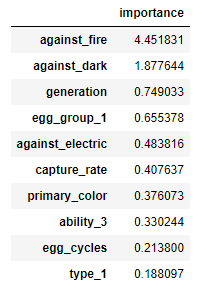 importance
against_fire 4.451831
against_dark 1.877644
generation 0.749033
egg_group_1 0.655378
against_electric 0.483816
capture_rate 0.407637
primary_color 0.376073
ability_3 0.330244
egg_cycles 0.213800
type_1 0.188097